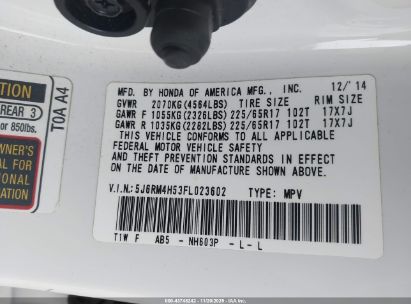 MFD. BY HONDA OF AMERICA MFG., INC. 12/'14
GVWR 2070KG(4564LBS) TIRE SIZE RIM SIZE
GAWR F 1055KG(2326LBS) 225/65R17 102T 17X7J
GAWR R 1035KG(2282LBS) 225/65R17 102T 17X7J
THIS VEHICLE CONFORMS TO ALL APPLICABLE
FEDERAL MOTOR VEHICLE SAFETY
AND THEFT PREVENTION STANDARDS IN EFFECT
ON THE DATE OF MANUFACTURE SHOWN ABOVE.
V.I.N.:5J6RM4H53FL023602 TYPE: MPV
T1W F AB5 - NH603P - L - L
TION
REAR 3
or 850lbs.
T0A A4
WNER'S